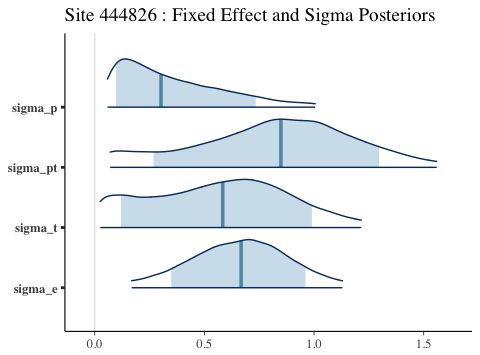 Site 444826 : Fixed Effect and Sigma Posteriors
sigma_p
sigma_pt
sigma_t
sigma_e
0.0 0.5 1.0 1.5